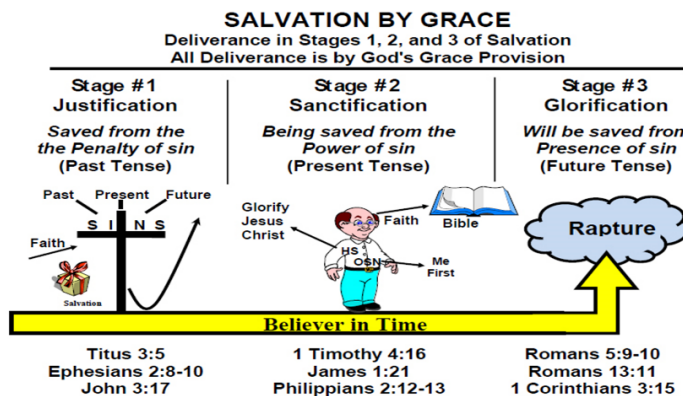 SALVATION BY GRACE
Deliverance in Stages 1, 2, and 3 of Salvation
All Deliverance is by God's Grace Provision
Stage #1
Justification
Saved from the
the Penalty of sin
(Past Tense)
Past Present Future
S I N S
Faith
Salvation
Stage #2
Sanctification
Being saved from the
Power of sin
(Present Tense)
Glorify
Jesus
Christ
Faith
Bible
HS
OSN
Me
First
Stage #3
Glorification
Will be saved from
Presence of sin
(Future Tense)
Rapture
Believer in Time
Titus 3:5
Ephesians 2:8-10
John 3:17
1 Timothy 4:16
James 1:21
Philippians 2:12-13
Romans 5:9-10
Romans 13:11
1 Corinthians 3:15